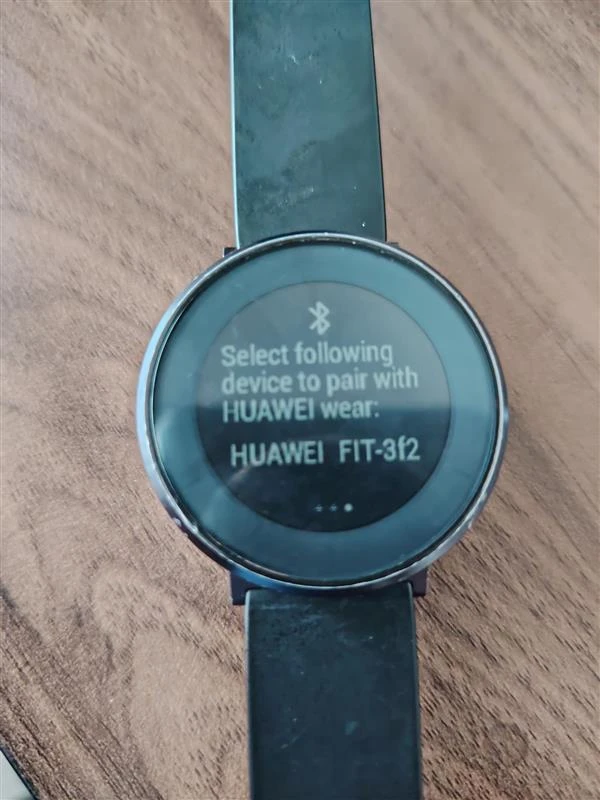 Select following
device to pair with
HUAWEI wear:
HUAWEI FIT-3f2